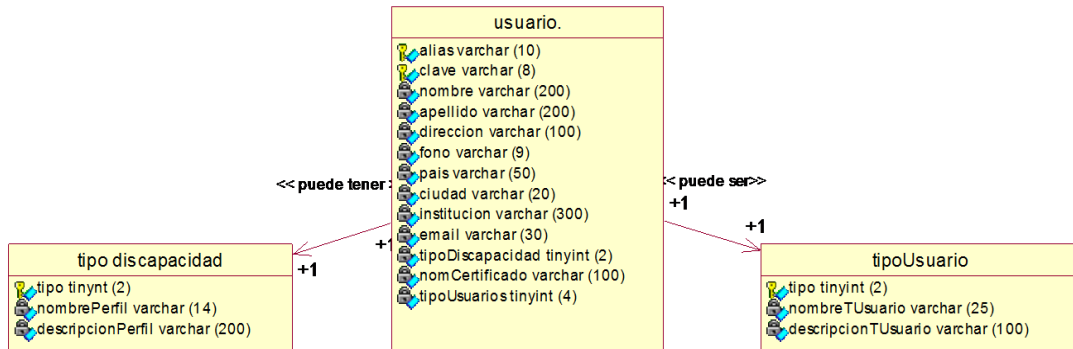 usuario.
alias varchar (10)
clave varchar (8)
nombre varchar (200)
apellido varchar (200)
direccion varchar (100)
fono varchar (9)
pais varchar (50)
ciudad varchar (20)
institucion varchar (300)
email varchar (30)
tipoDiscapacidad tinyint (2)
nomCertificado varchar (100)
tipoUsuarios tinyint (4)
<< puede tener >
+1
+1
<< puede ser>>
+1
+1
tipo discapacidad
tipo tinynt (2)
nombrePerfil varchar (14)
descripcionPerfil varchar (200)
tipoUsuario
tipo tinyint (2)
nombreTUsuario varchar (25)
descripcionTUsuario varchar (100)